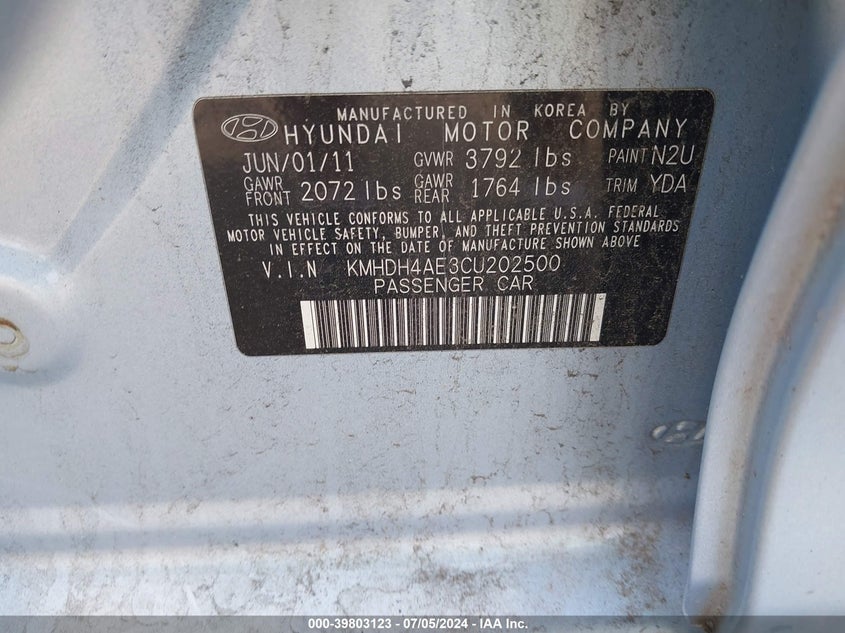 MANUFACTURED IN KOREA BY
HYUNDAI MOTOR COMPANY
JUN/01/11 GVWR 3792 lbs PAINT N2U
GAWR FRONT 2072 lbs GAWR REAR 1764 lbs TRIM YDA
THIS VEHICLE CONFORMS TO ALL APPLICABLE U.S.A. FEDERAL
MOTOR VEHICLE SAFETY, BUMPER, AND THEFT PREVENTION STANDARDS
IN EFFECT ON THE DATE OF MANUFACTURE SHOWN ABOVE
V.I.N KMHDH4AE3CU202500
PASSENGER CAR
000-39803123 - 07/05/2024 - IAA Inc.